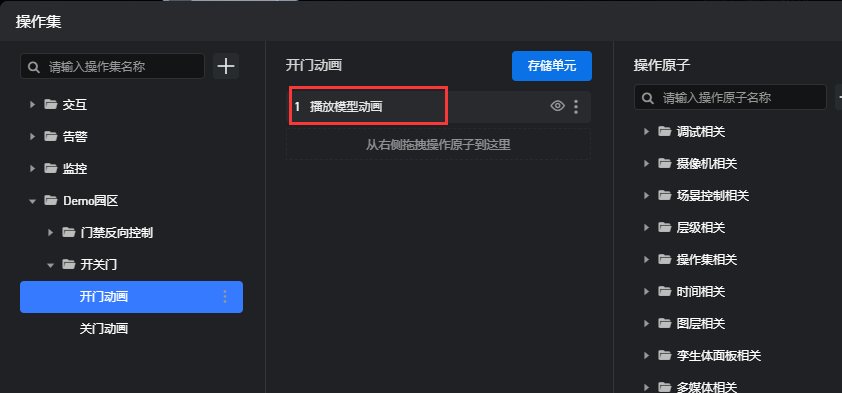 操作集
请输入操作集名称
交互
告警
监控
Demo园区
门禁反向控制
开关门
开门动画
关门动画
开门动画
存储单元
1 播放模型动画
从右侧拖拽操作原子到这里
操作原子
请输入操作原子名称
调试相关
摄像机相关
场景控制相关
层级相关
操作集相关
时间相关
图层相关
孪生体面板相关
多媒体相关